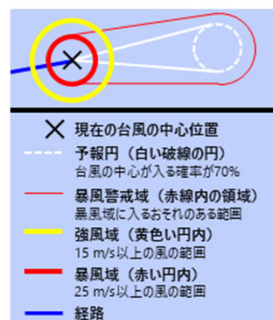 現在の台風の中心位置
予報円（白い破線の円）
台風の中心が入る確率が70%
暴風警戒域（赤線内の領域）
暴風域に入るおそれのある範囲
強風域（黄色い円内）
15 m/s以上の風の範囲
暴風域（赤い円内）
25 m/s以上の風の範囲
経路